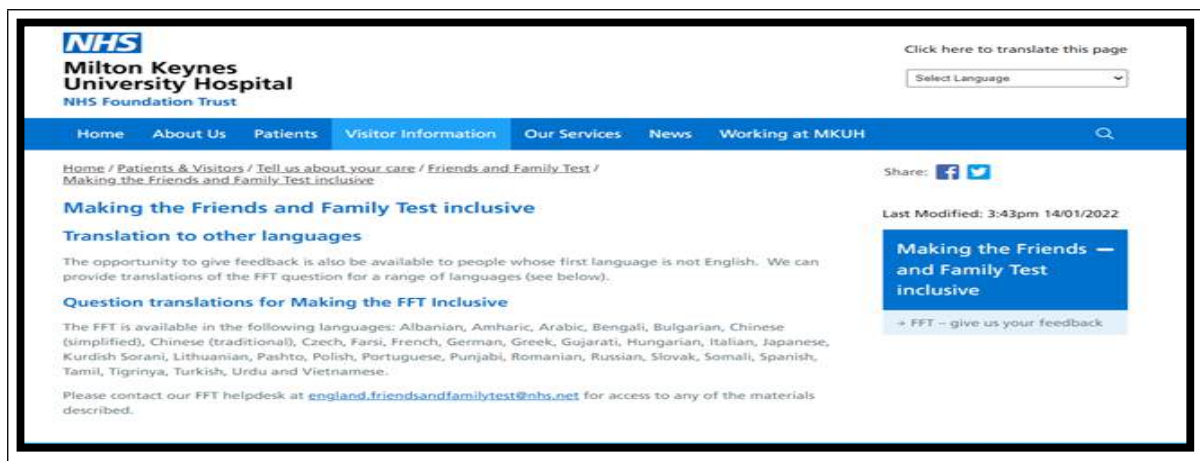 NHS
Milton Keynes
University Hospital
NHS Foundation Trust
Click here to translate this page
Select Language
Home About Us Patients Visitor Information Our Services News Working at MKUH
Home / Patients & Visitors / Tell us about your care / Friends and Family Test /
Making the Friends and Family Test inclusive
Share:
Making the Friends and Family Test inclusive
Last Modified: 3:43pm 14/01/2022
Translation to other languages
The opportunity to give feedback is also be available to people whose first language is not English. We can
provide translations of the FFT question for a range of languages (see below).
Question translations for Making the FFT Inclusive
The FFT is available in the following languages: Albanian, Amharic, Arabic, Bengali, Bulgarian, Chinese
(simplified), Chinese (traditional), Czech, Farsi, French, German, Greek, Gujarati, Hungarian, Italian, Japanese,
Kurdish Sorani, Lithuanian, Pashto, Polish, Portuguese, Punjabi, Romanian, Russian, Slovak, Somali, Spanish,
Tamil, Tigrinya, Turkish, Urdu and Vietnamese.
Please contact our FFT helpdesk at england.friendsandfamilytest@nhs.net for access to any of the materials
described.
Making the Friends
and Family Test
inclusive
→ FFT – give us your feedback